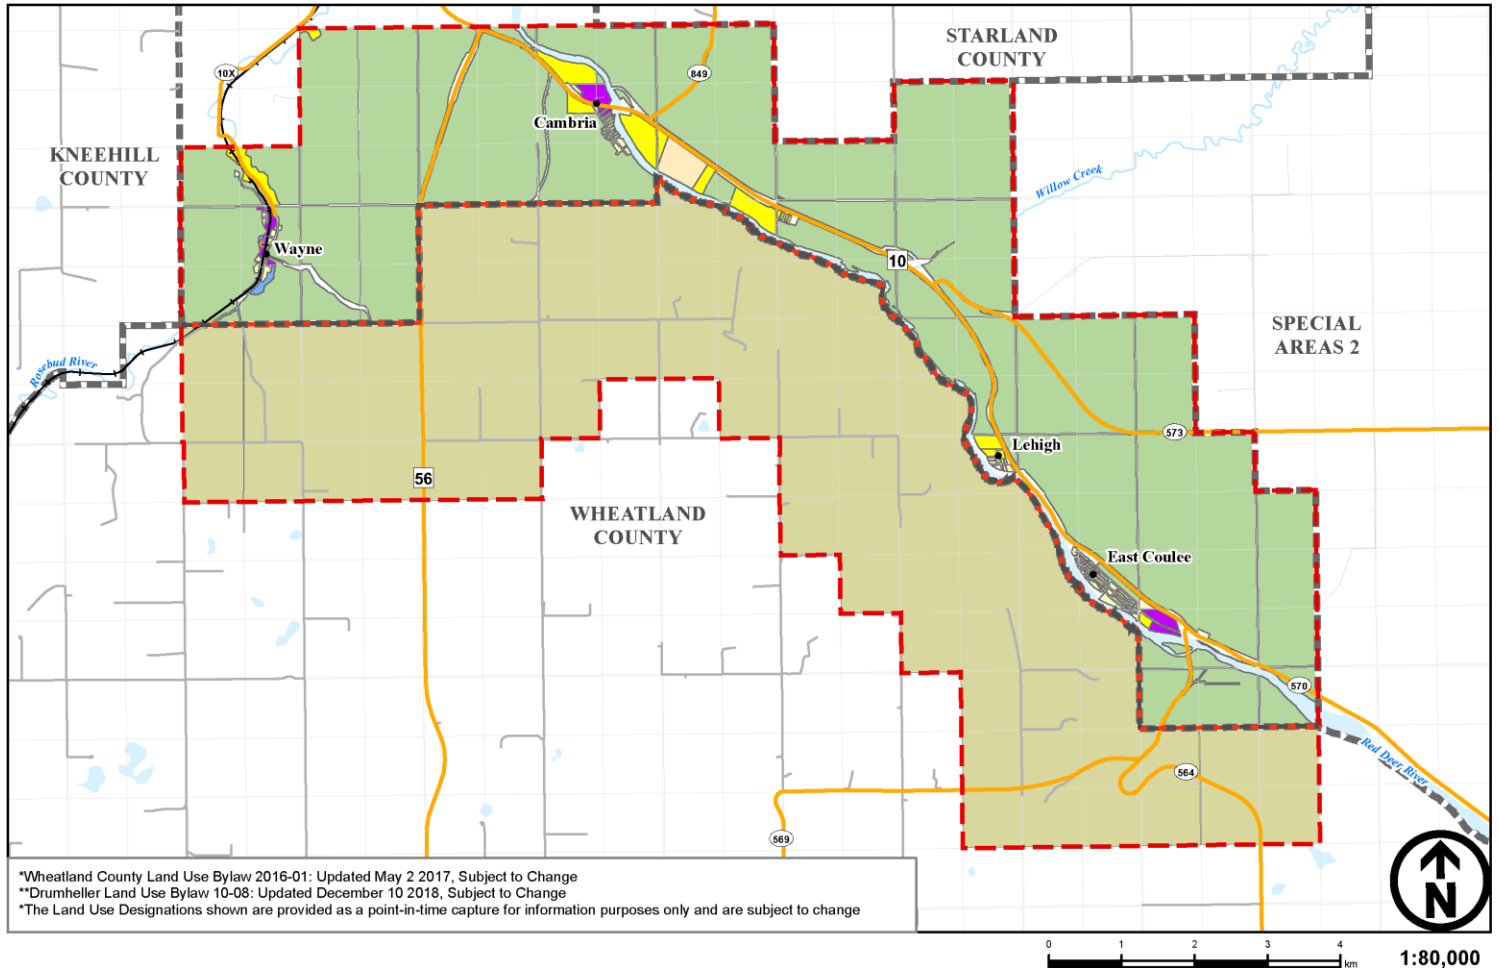 STARLAND
COUNTY
10X
849
Cambria
KNEEHILL
COUNTY
Willow Creek
Wayne
10
SPECIAL
AREAS 2
Rosebud River
573
Lehigh
56
WHEATLAND
COUNTY
East Coulee
570
Red Deer River
564
569
*Wheatland County Land Use Bylaw 2016-01: Updated May 2 2017, Subject to Change
**Drumheller Land Use Bylaw 10-08: Updated December 10 2018, Subject to Change
*The Land Use Designations shown are provided as a point-in-time capture for information purposes only and are subject to change
N
0 1 2 3 4
km
1:80,000